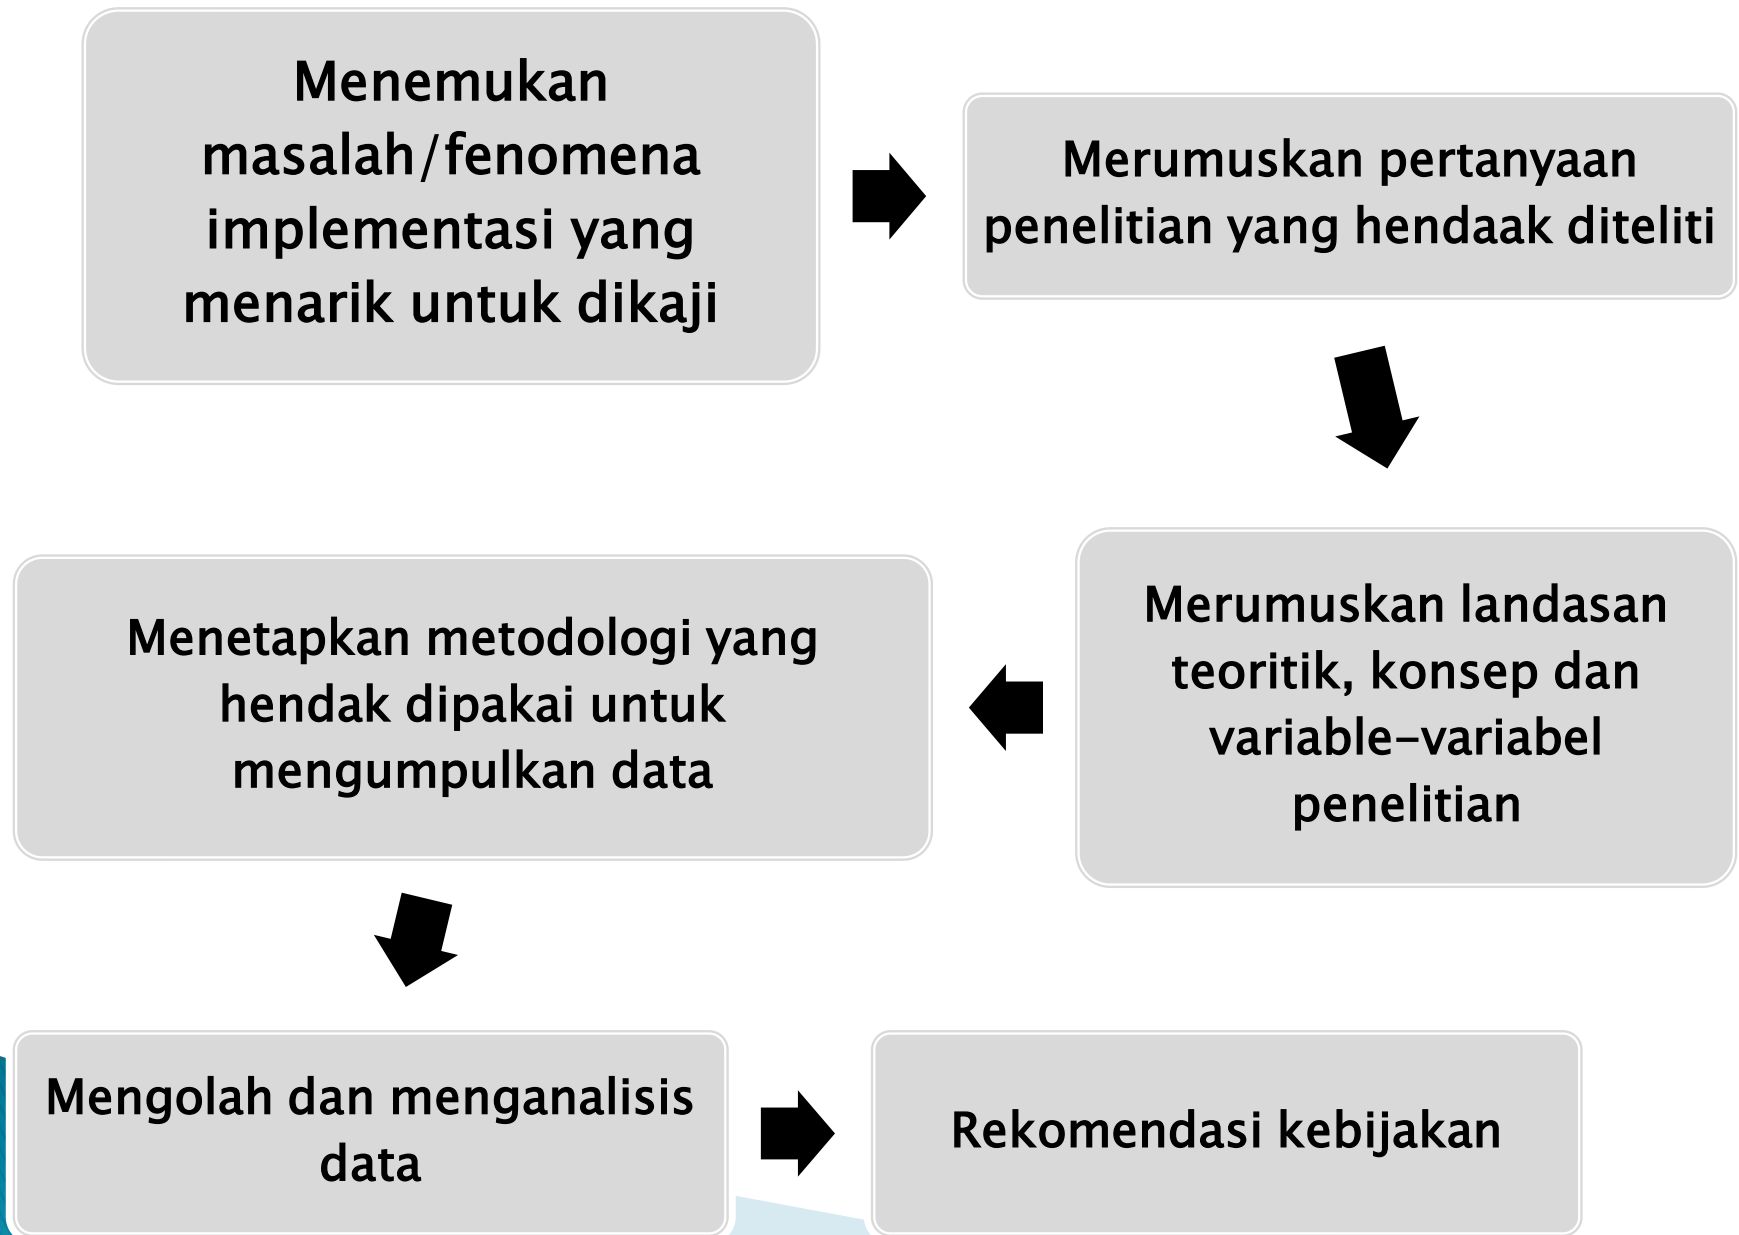 Menemukan
masalah/fenomena
implementasi yang
menarik untuk dikaji
Merumuskan pertanyaan
penelitian yang hendaak diteliti
Merumuskan landasan
teoritik, konsep dan
variable-variabel
penelitian
Menetapkan metodologi yang
hendak dipakai untuk
mengumpulkan data
Mengolah dan menganalisis
data
Rekomendasi kebijakan